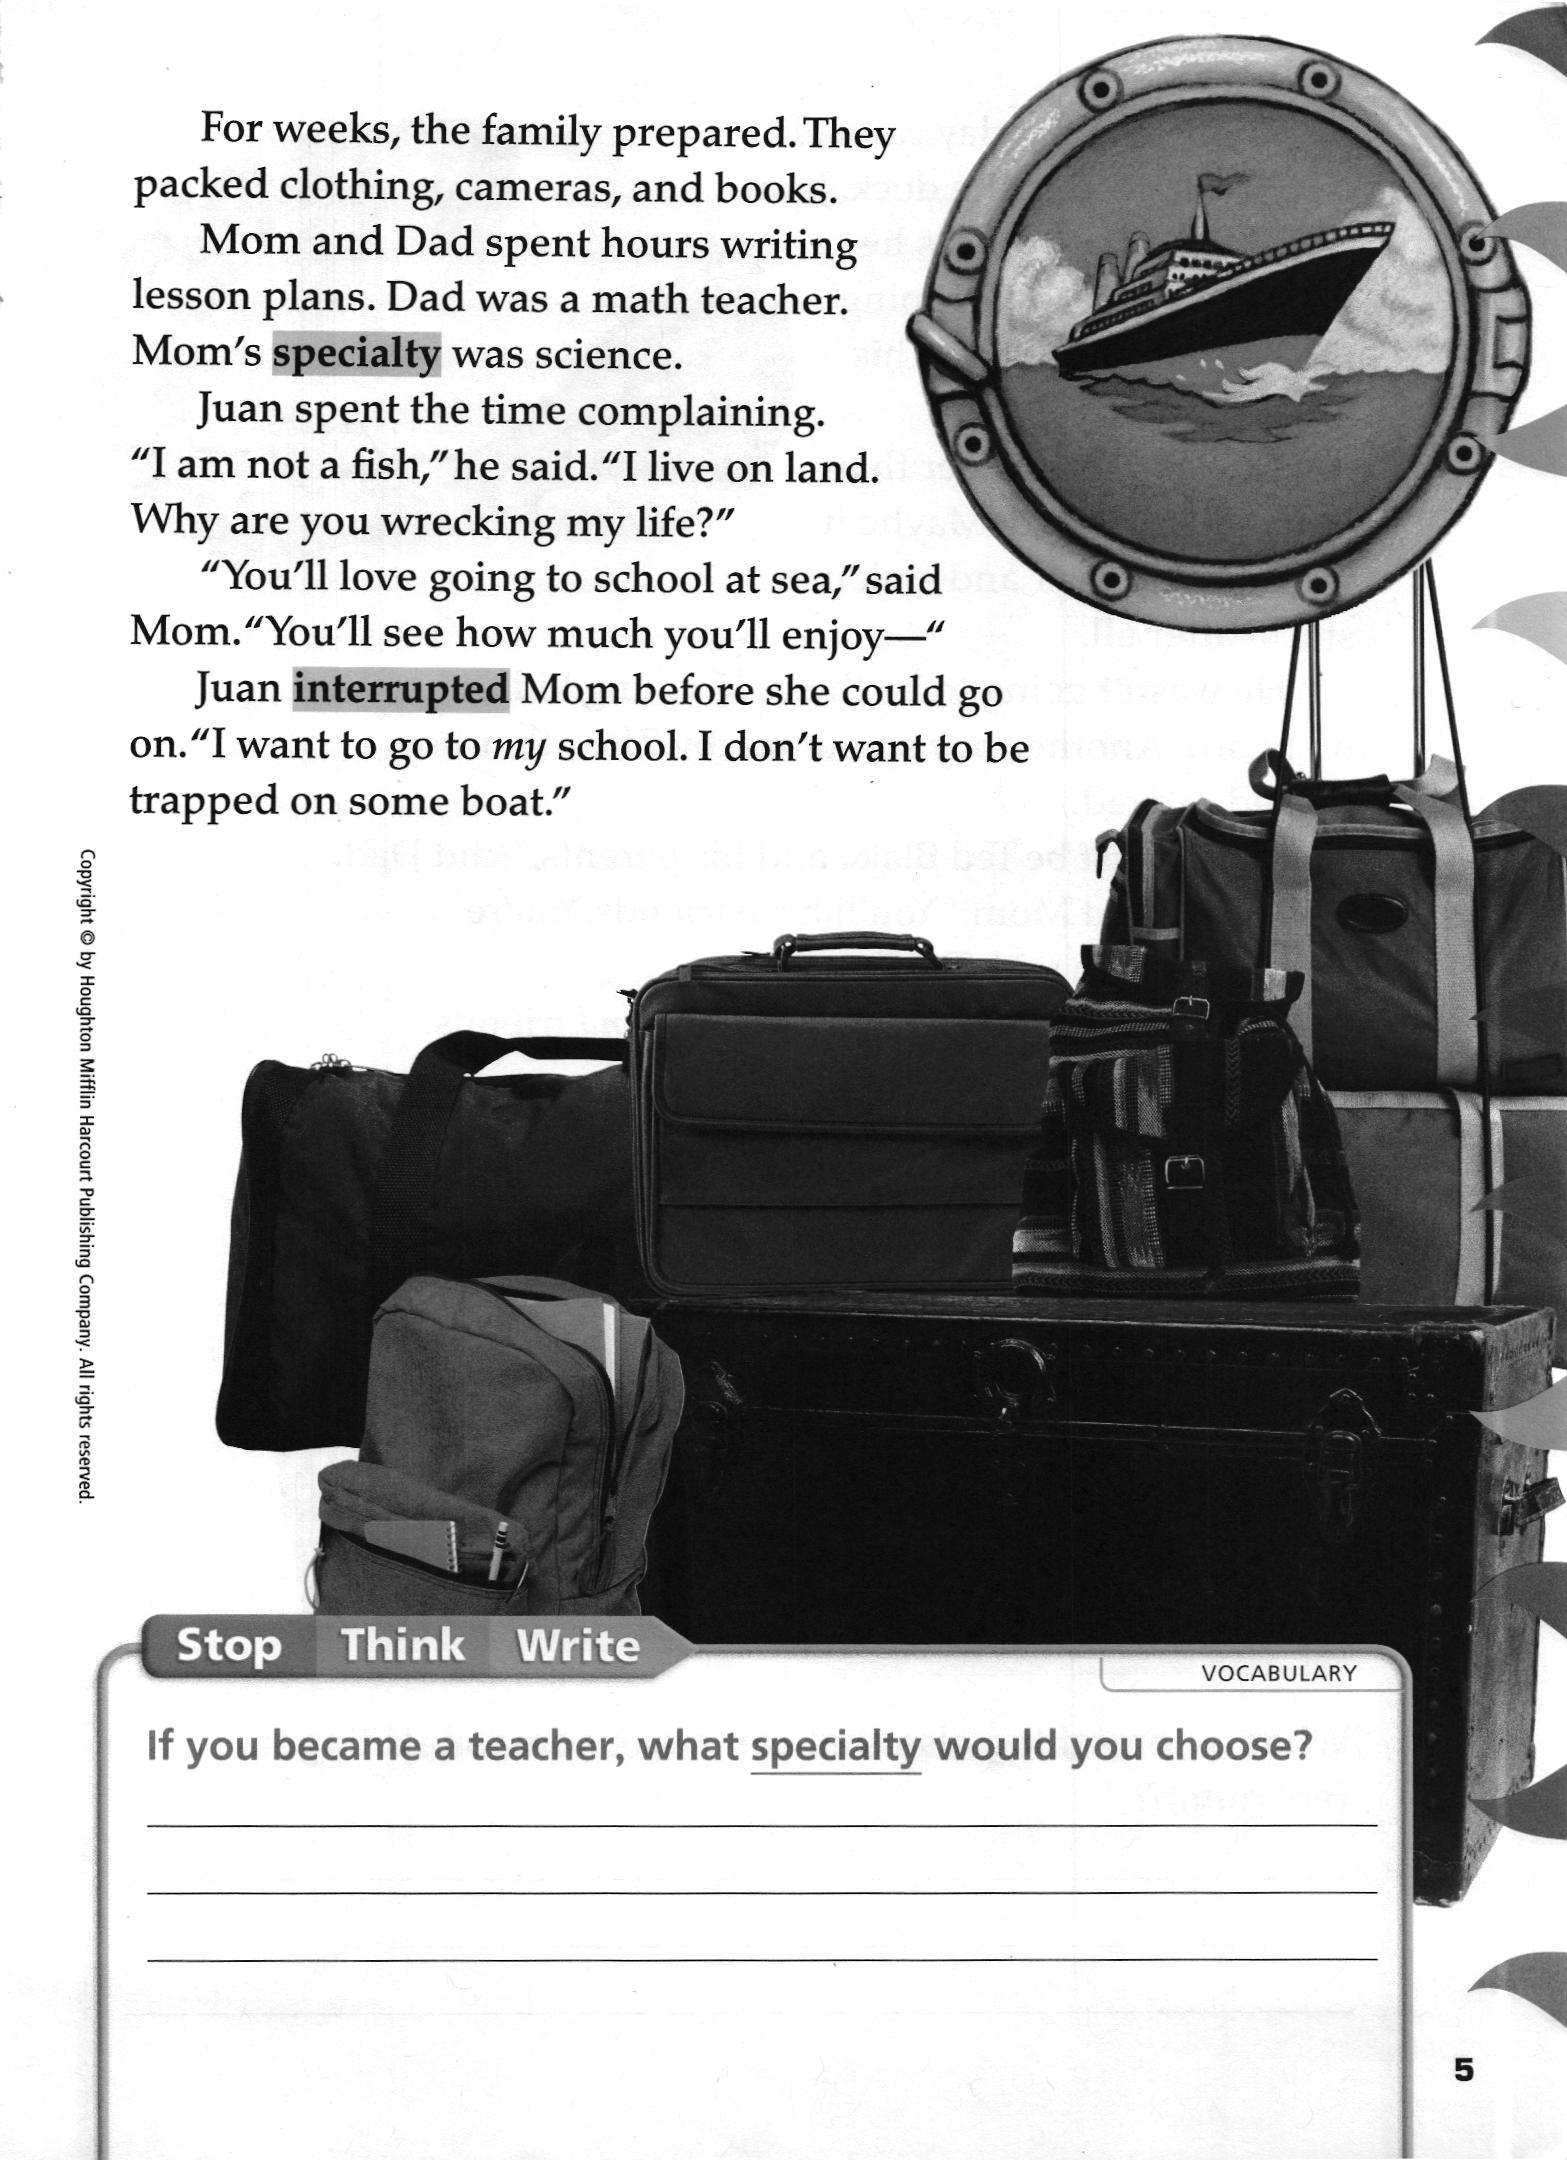 For weeks, the family prepared. They
packed clothing, cameras, and books.
Mom and Dad spent hours writing
lesson plans. Dad was a math teacher.
Mom's specialty was science.
Juan spent the time complaining.
"I am not a fish," he said. "I live on land.
Why are you wrecking my life?"
"You'll love going to school at sea," said
Mom. "You'll see how much you'll enjoy—“
Juan interrupted Mom before she could go
on. "I want to go to my school. I don't want to be
trapped on some boat."
Copyright © by Houghton Mifflin Harcourt Publishing Company. All rights reserved.
Stop Think Write
VOCABULARY
If you became a teacher, what specialty would you choose?
5